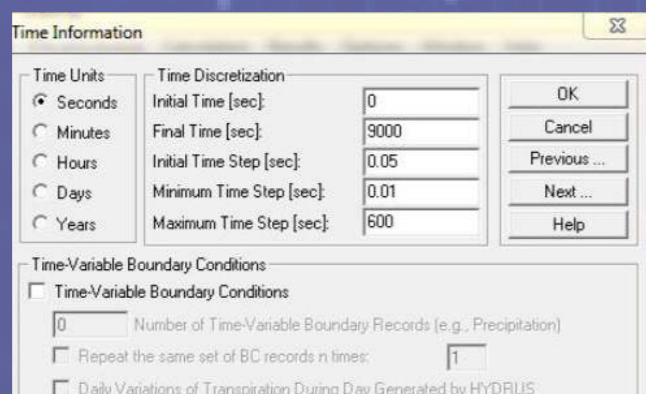 Time Information
Time Units
Seconds
Minutes
Hours
Days
Years
Time Discretization
Initial Time [sec]: 0
Final Time [sec]: 9000
Initial Time Step [sec]: 0.05
Minimum Time Step [sec]: 0.01
Maximum Time Step [sec]: 600
OK
Cancel
Previous ...
Next ...
Help
Time-Variable Boundary Conditions
Time-Variable Boundary Conditions
0 Number of Time-Variable Boundary Records (e.g., Precipitation)
Repeat the same set of BC records n times: 1
Daily Variations of Transpiration During Day Generated by HYDRUS